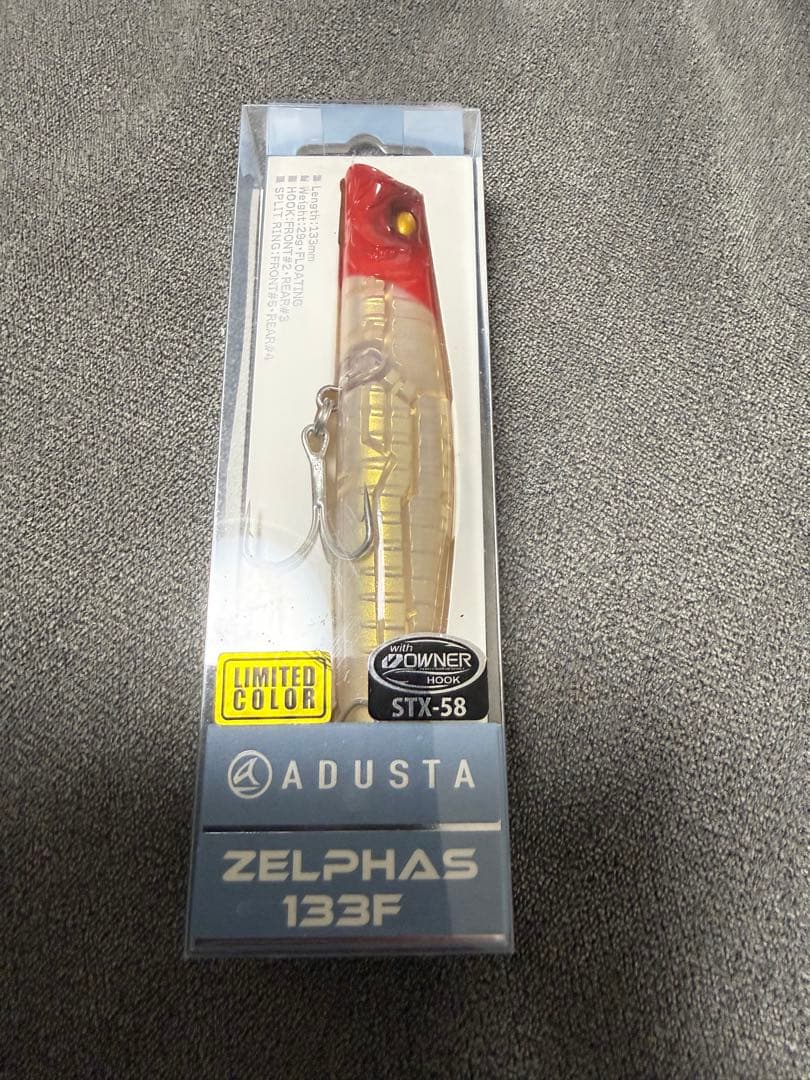 ■ Length:133mm
■ Weight:29g・FLOATING
■ HOOK:FRONT#2・REAR#3
■ SPLIT RING:FRONT#5・REAR#4
LIMITED
COLOR
with
OWNER
HOOK
STX-58
ADUSTA
ZELPHAS
133F